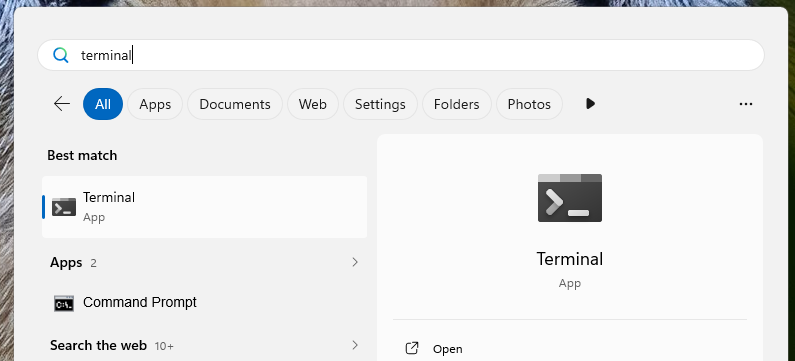 terminal
All Apps Documents Web Settings Folders Photos
Best match
Terminal
App
Apps 2
C:\.
Command Prompt
Search the web 10+
Terminal
App
Open